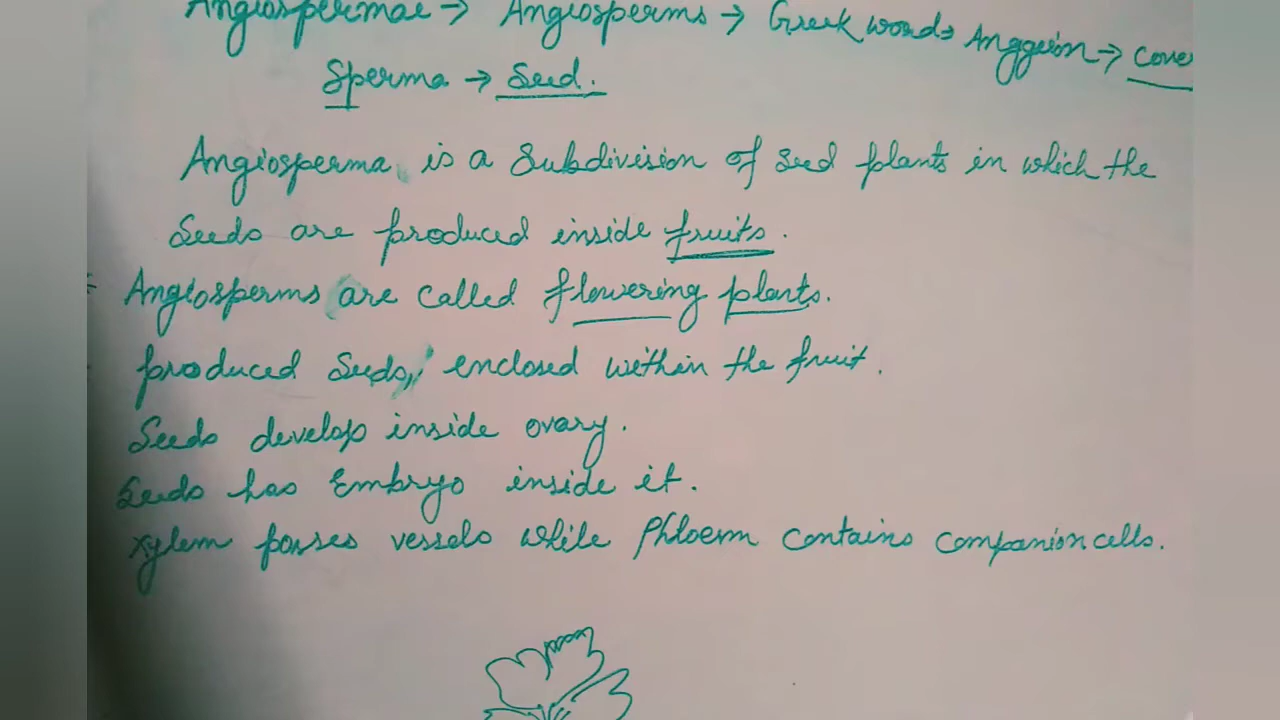 Angiospermae → Angiosperms → Greek words Anggeion → cove
Sperma → Seed.
Angiosperma is a Subdivision of Seed plants in which the
Seeds are produced inside fruits.
Angiosperms are called flowering plants.
produced Seeds, enclosed within the fruit.
Seeds develop inside ovary.
Seeds has Embryo inside it.
Xylem posses vessels while Phloem Contains Companion cells.